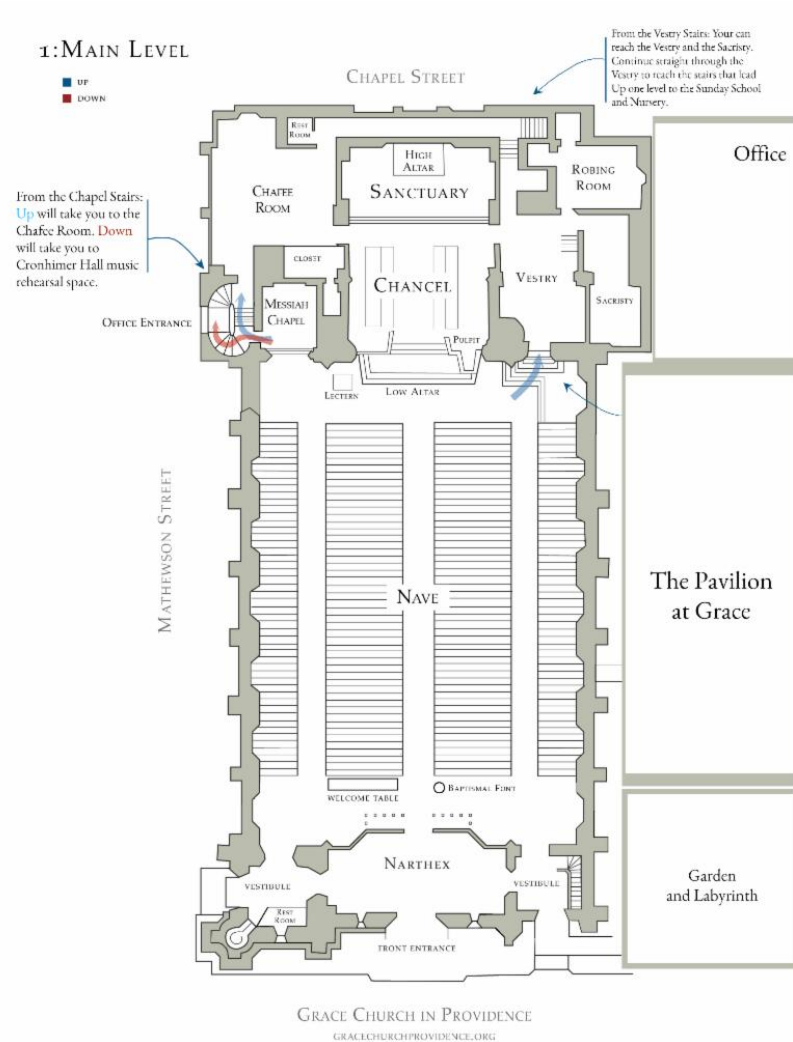 1:Main Level
UP
DOWN
Chapel Street
From the Vestry Stairs: Your can
reach the Vestry and the Sacristy.
Continue straight through the
Vestry to reach the stairs that lead
Up one level to the Sunday School
and Nursery.
Rest
Room
High
Altar
Sanctuary
Chafee
Room
Robing
Room
Office
From the Chapel Stairs:
Up will take you to the
Chafee Room. Down
will take you to
Cronhimer Hall music
rehearsal space.
Closet
Chancel
Vestry
Sacristy
Messiah
Chapel
Office Entrance
Pulpit
Lectern
Low Altar
Mathewson Street
Nave
The Pavilion
at Grace
Welcome Table
Baptismal Font
Narthex
Vestibule
Vestibule
Rest
Room
Front Entrance
Garden
and Labyrinth
Grace Church in Providence
gracechurchprovidence.org